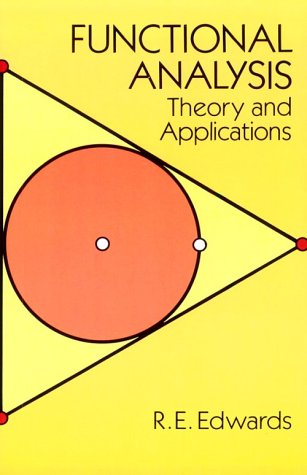 FUNCTIONAL
ANALYSIS
Theory and
Applications
R.E. Edwards